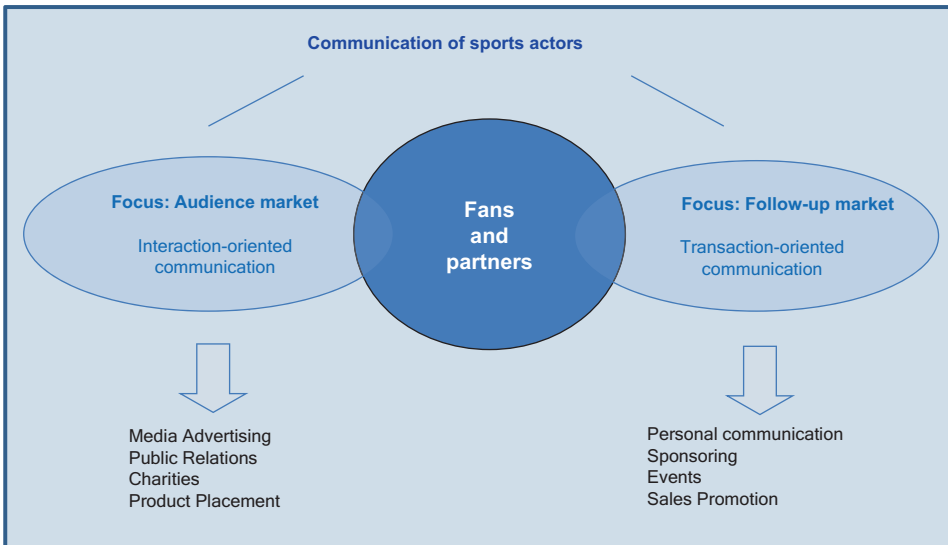 Communication of sports actors
Focus: Audience market
Interaction-oriented
communication
Fans
and
partners
Focus: Follow-up market
Transaction-oriented
communication
Media Advertising
Public Relations
Charities
Product Placement
Personal communication
Sponsoring
Events
Sales Promotion